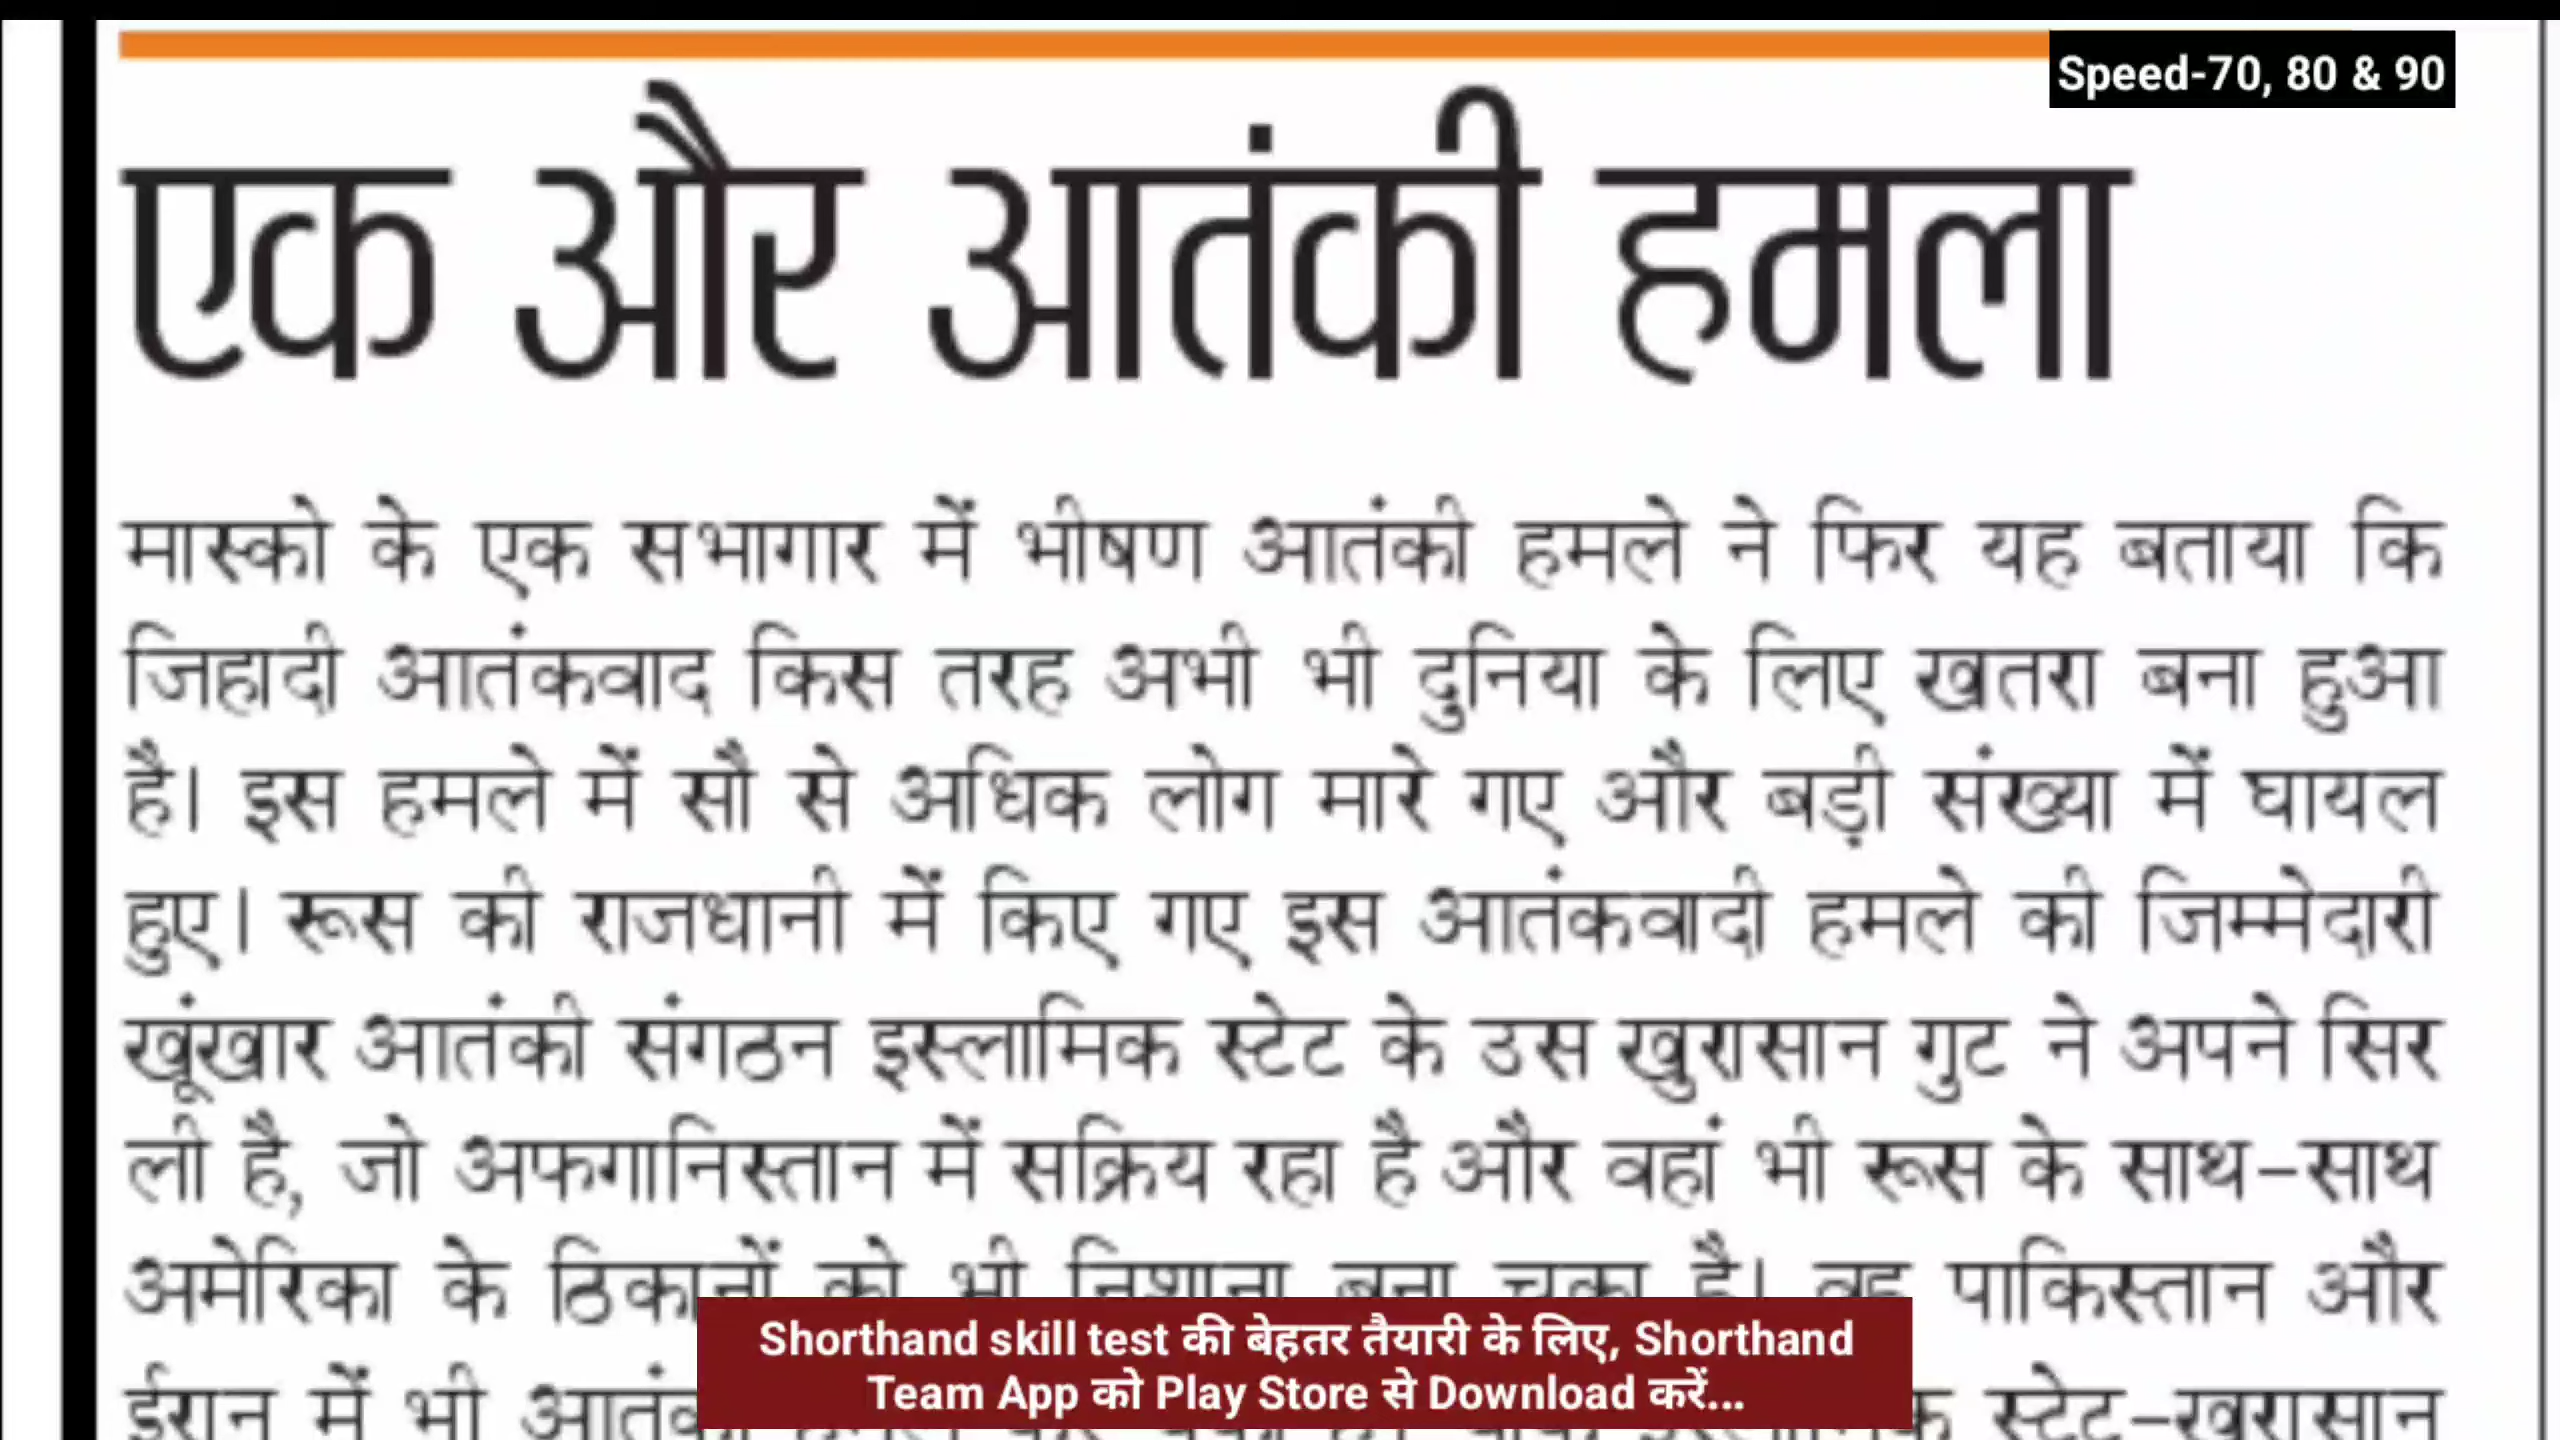 Speed-70, 80 & 90
एक और आतंकी हमला
मास्को के एक सभागार में भीषण आतंकी हमले ने फिर यह बताया कि
जिहादी आतंकवाद किस तरह अभी भी दुनिया के लिए खतरा बना हुआ
है। इस हमले में सौ से अधिक लोग मारे गए और बड़ी संख्या में घायल
हुए। रूस की राजधानी में किए गए इस आतंकवादी हमले की जिम्मेदारी
खूंखार आतंकी संगठन इस्लामिक स्टेट के उस खुरासान गुट ने अपने सिर
ली है, जो अफगानिस्तान में सक्रिय रहा है और वहां भी रूस के साथ-साथ
अमेरिका के ठिकानों को भी निशाना बना चुका है। वह पाकिस्तान और
ईरान में भी स्टेट-खुरासान
Shorthand skill test की बेहतर तैयारी के लिए, Shorthand
Team App को Play Store से Download करें...